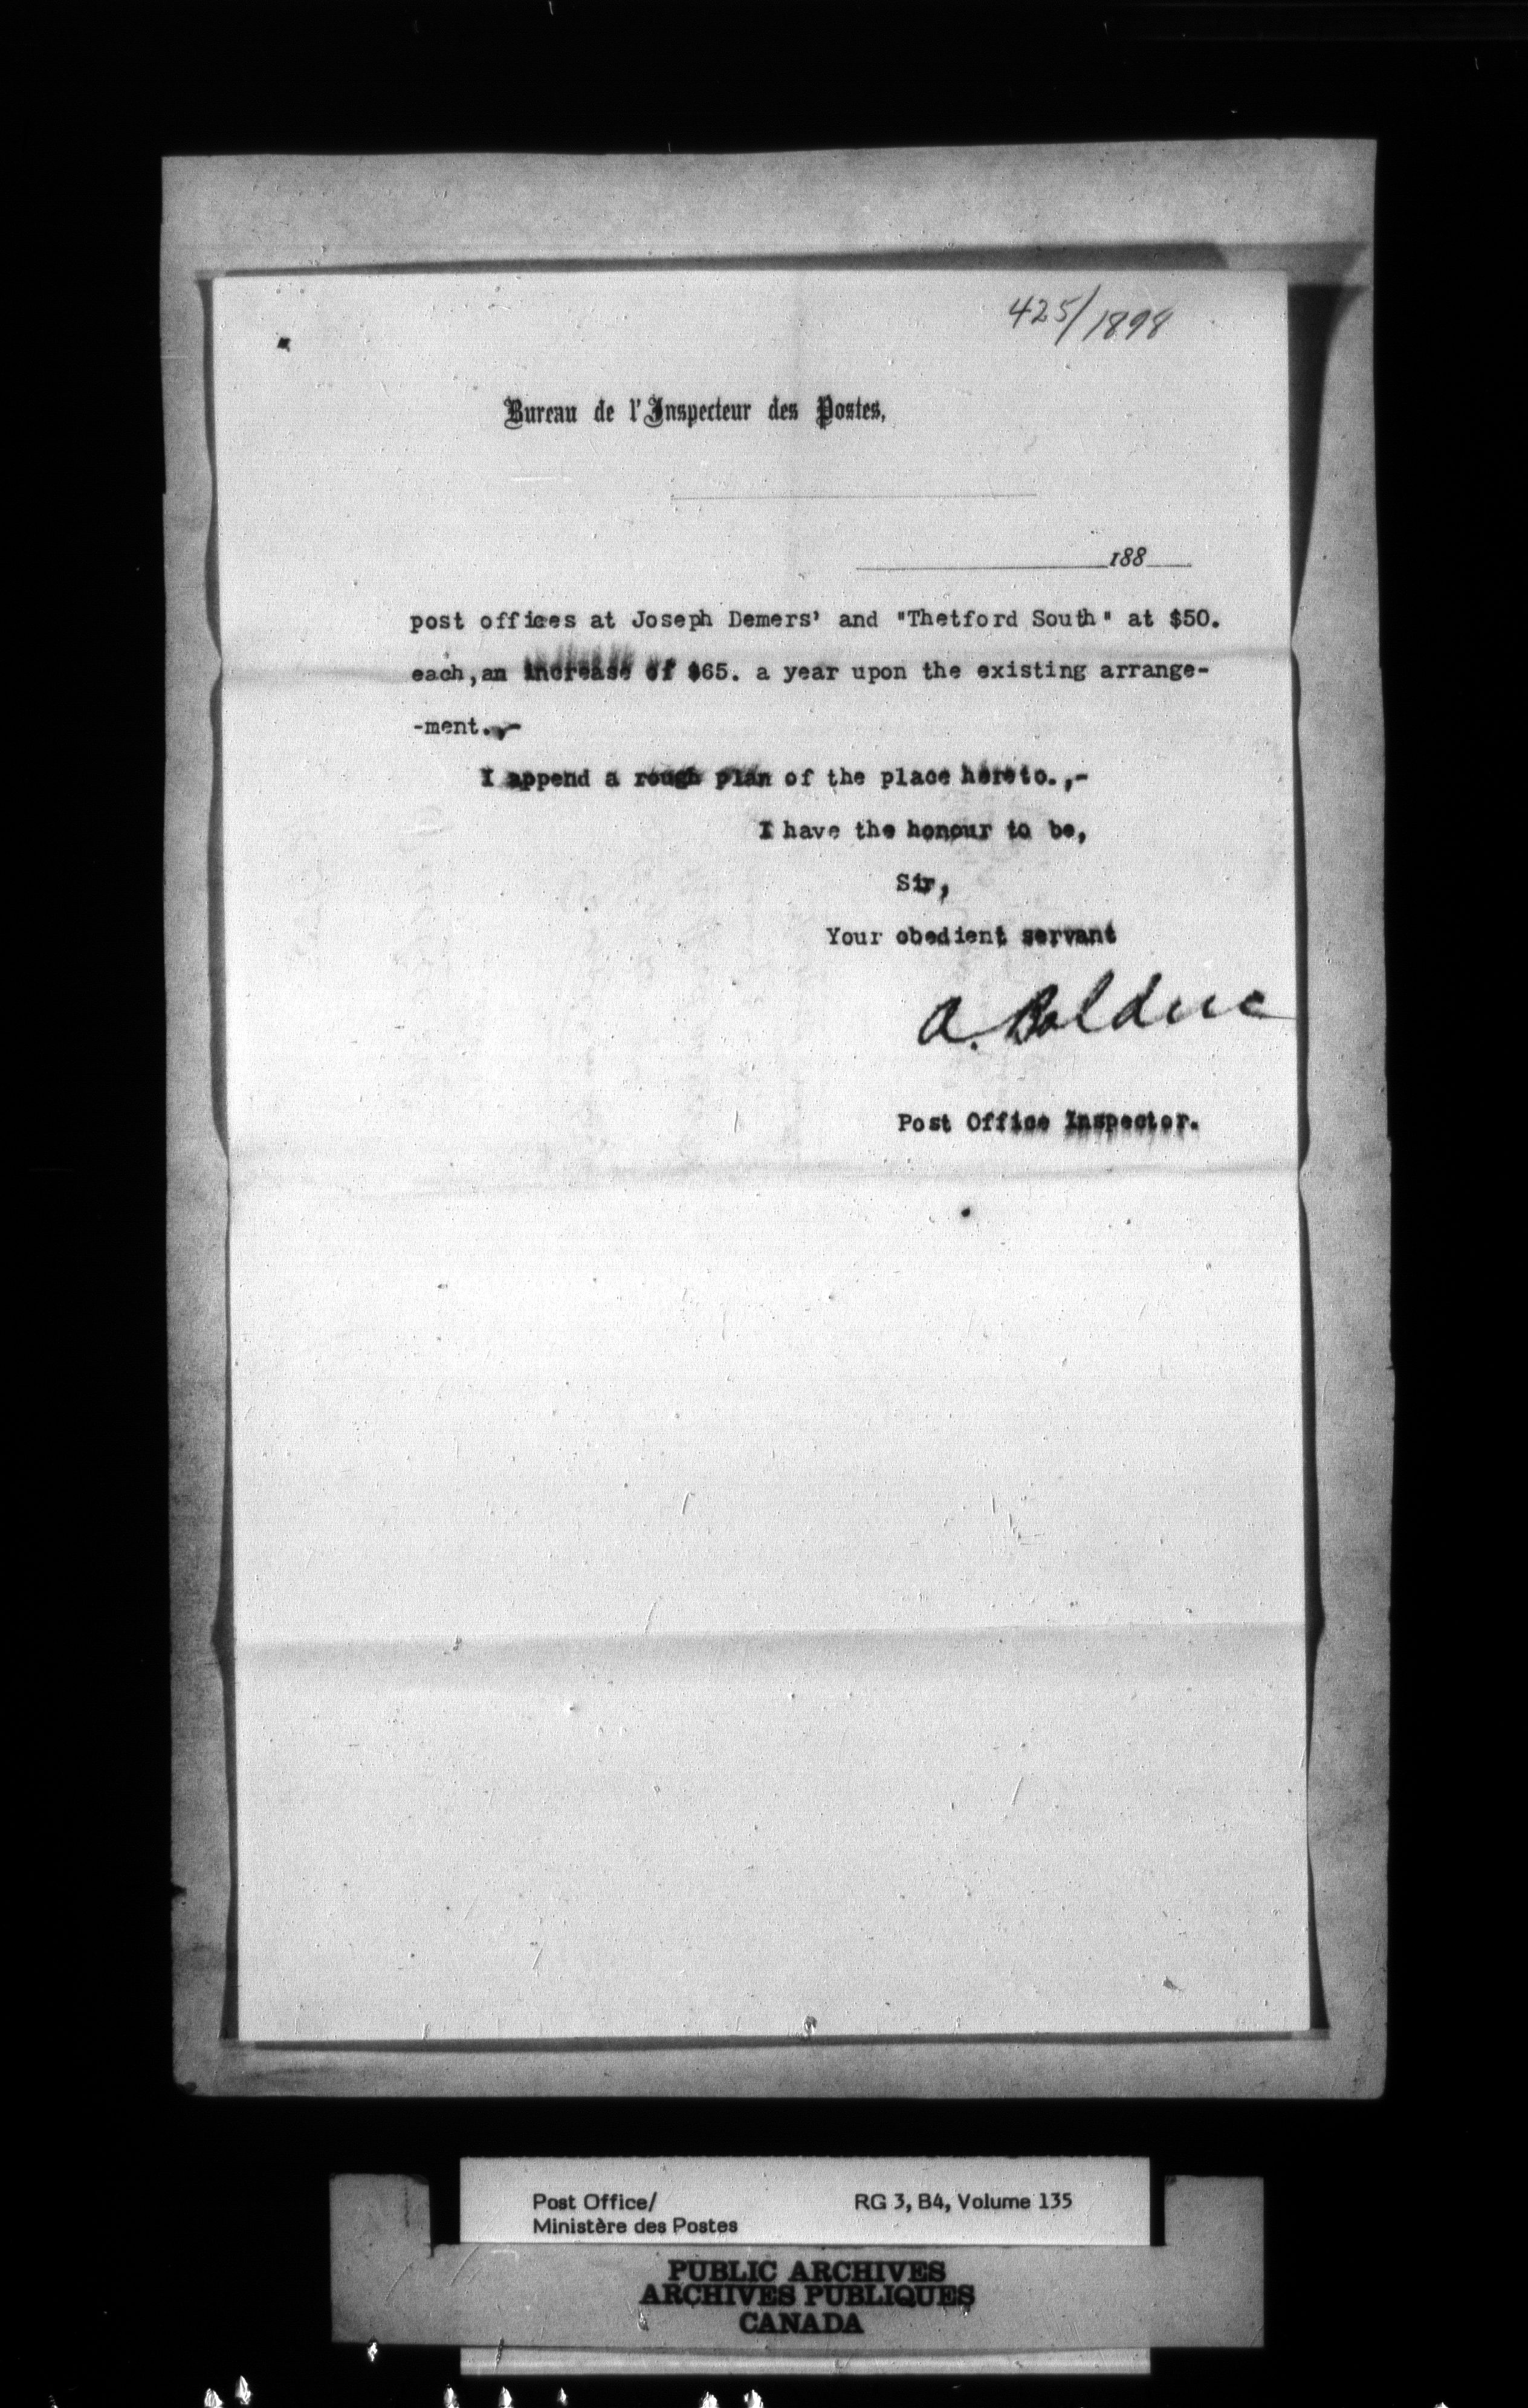 425/1898
Bureau de l'Inspecteur des Postes,
188
post offices at Joseph Demers' and "Thetford South" at $50.
each,an increase of $65. a year upon the existing arrange-
-ment.,-
I append a rough plan of the place hereto.,-
I have the honour to be,
Sir,
Your obedient servant
A. Bolduc
Post Office Inspector.
Post Office/ RG 3, B4, Volume 135
Ministère des Postes
PUBLIC ARCHIVES
ARCHIVES PUBLIQUES
CANADA